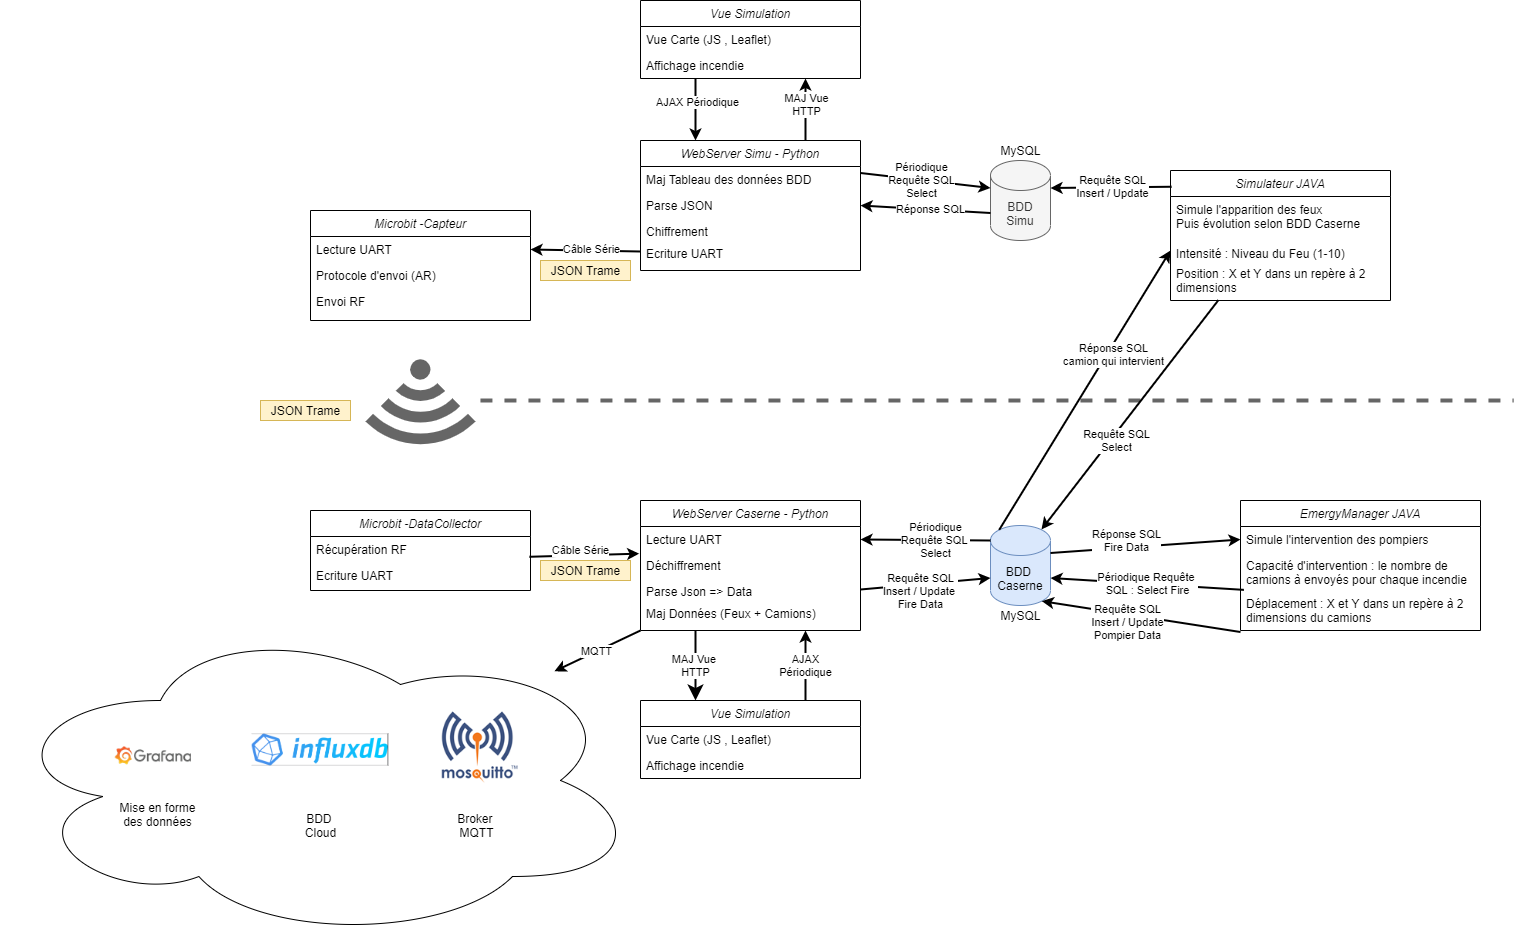 Vue Simulation
Vue Carte (JS , Leaflet)
Affichage incendie
AJAX Périodique
MAJ Vue
HTTP
WebServer Simu - Python
Maj Tableau des données BDD
Parse JSON
Chiffrement
Ecriture UART
Périodique
Requête SQL
Select
Réponse SQL
MySQL
BDD
Simu
Requête SQL
Insert / Update
Simulateur JAVA
Simule l'apparition des feux
Puis évolution selon BDD Caserne
Intensité : Niveau du Feu (1-10)
Position : X et Y dans un repère à 2
dimensions
Microbit -Capteur
Lecture UART
Protocole d'envoi (AR)
Envoi RF
Câble Série
JSON Trame
Réponse SQL
camion qui intervient
JSON Trame
Requête SQL
Select
Microbit -DataCollector
Récupération RF
Ecriture UART
Câble Série
JSON Trame
WebServer Caserne - Python
Lecture UART
Déchiffrement
Parse Json => Data
Maj Données (Feux + Camions)
Périodique
Requête SQL
Select
Requête SQL
Insert / Update
Fire Data
BDD
Caserne
MySQL
Réponse SQL
Fire Data
Périodique Requête
SQL : Select Fire
Requête SQL
Insert / Update
Pompier Data
EmergyManager JAVA
Simule l'intervention des pompiers
Capacité d'intervention : le nombre de
camions à envoyés pour chaque incendie
Déplacement : X et Y dans un repère à 2
dimensions du camions
MQTT
MAJ Vue
HTTP
AJAX
Périodique
Vue Simulation
Vue Carte (JS , Leaflet)
Affichage incendie
Grafana
influxdb
mosquitto™
Mise en forme
des données
BDD
Cloud
Broker
MQTT